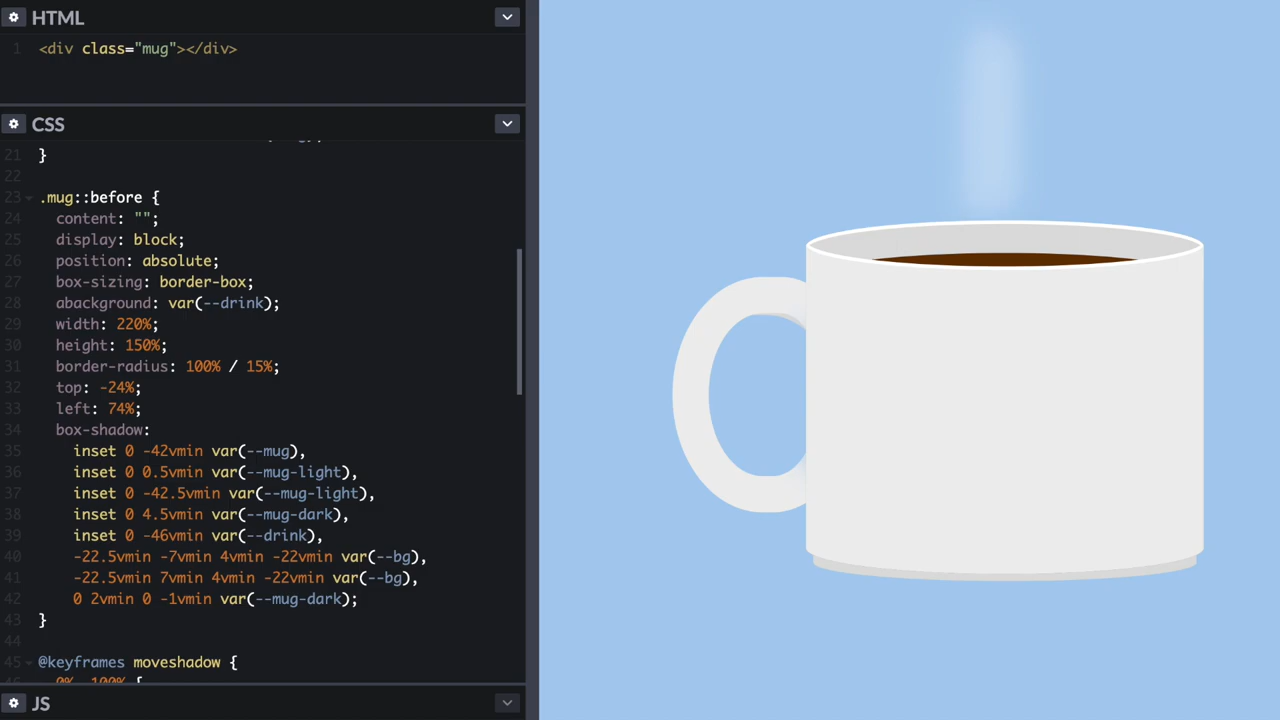 HTML
1 <div class="mug"></div>
CSS
21 }
22
23 .mug::before {
24 content: "";
25 display: block;
26 position: absolute;
27 box-sizing: border-box;
28 abackground: var(--drink);
29 width: 220%;
30 height: 150%;
31 border-radius: 100% / 15%;
32 top: -24%;
33 left: 74%;
34 box-shadow:
35 inset 0 -42vmin var(--mug),
36 inset 0 0.5vmin var(--mug-light),
37 inset 0 -42.5vmin var(--mug-light),
38 inset 0 4.5vmin var(--mug-dark),
39 inset 0 -46vmin var(--drink),
40 -22.5vmin -7vmin 4vmin -22vmin var(--bg),
41 -22.5vmin 7vmin 4vmin -22vmin var(--bg),
42 0 2vmin 0 -1vmin var(--mug-dark);
43 }
44
45 @keyframes moveshadow {
46 0%, 100% {
JS